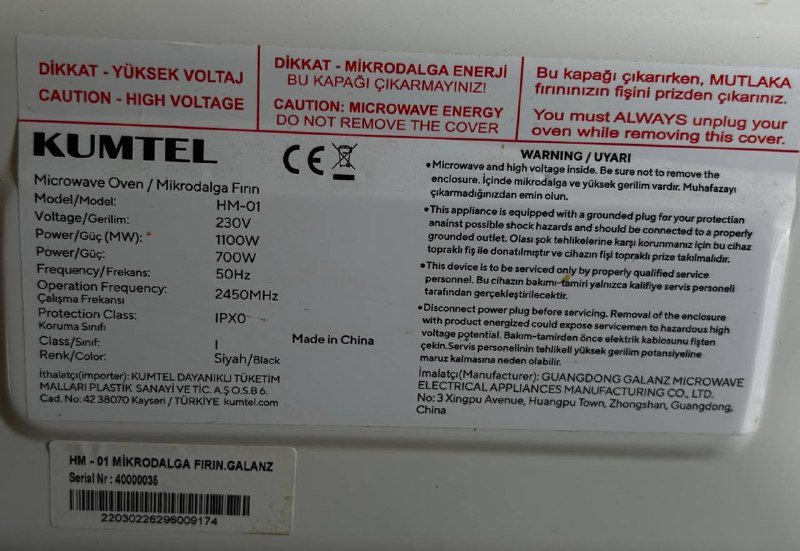 DİKKAT - YÜKSEK VOLTAJ
CAUTION - HIGH VOLTAGE
DİKKAT - MİKRODALGA ENERJİ
BU KAPAĞI ÇIKARMAYINIZ!
CAUTION: MICROWAVE ENERGY
DO NOT REMOVE THE COVER
Bu kapağı çıkarırken, MUTLAKA
fırınınızın fişini prizden çıkarınız.
You must ALWAYS unplug your
oven while removing this cover.
KUMTEL
CE
Microwave Oven / Mikrodalga Fırın
Model/Model: HM-01
Voltage/Gerilim: 230V
Power/Güç (MW): 1100W
Power/Güç: 700W
Frequency/Frekans: 50Hz
Operation Frequency: 2450MHz
Çalışma Frekansı
Protection Class: IPX0
Koruma Sınıfı
Class/Sınıf: I
Renk/Color: Siyah/Black
Made in China
İthalatçı(importer): KUMTEL DAYANIKLI TÜKETİM
MALLARI PLASTİK SANAYİ VE TİC. A.Ş O.S.B 6.
Cad. No: 42 38070 Kayseri / TÜRKİYE kumtel.com
WARNING / UYARI
•Microwave and high voltage inside. Be sure not to remove the
enclosure. İçinde mikrodalga ve yüksek gerilim vardır. Muhafazayı
çıkarmadığınızdan emin olun.
•This appliance is equipped with a grounded plug for your protection
against possible shock hazards and should be connected to a properly
grounded outlet. Olası şok tehlikelerine karşı korunmanız için bu cihaz
topraklı fiş ile donatılmıştır ve cihazın fişi topraklı prize takılmalıdır.
•This device is to be serviced only by properly qualified service
personnel. Bu cihazın bakımı-tamiri yalnızca kalifiye servis personeli
tarafından gerçekleştirilecektir.
•Disconnect power plug before servicing. Removal of the enclosure
with product energized could expose servicemen to hazardous high
voltage potential. Bakım-tamirden önce elektrik kablosunu fişten
çekin.Servis personelinin tehlikeli yüksek gerilim potansiyeline
maruz kalmasına neden olabilir.
İmalatçı(Manufacturer): GUANGDONG GALANZ MICROWAVE
ELECTRICAL APPLIANCES MANUFACTURING CO., LTD.
No: 3 Xingpu Avenue, Huangpu Town, Zhongshan, Guangdong,
China
HM - 01 MİKRODALGA FIRIN.GALANZ
Serial Nr : 40000035
22030226296009174